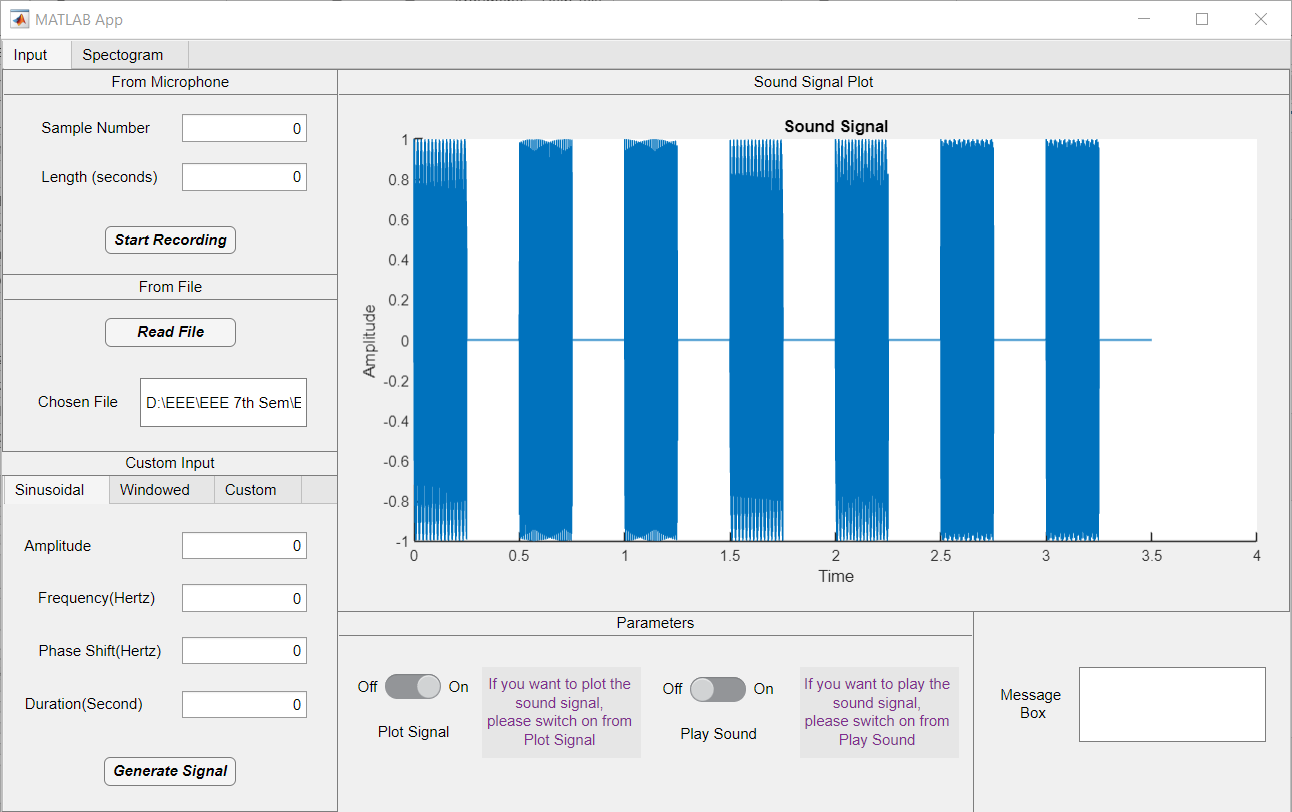 MATLAB App
Input
Spectogram
From Microphone
Sample Number
0
Length (seconds)
0
Start Recording
From File
Read File
Chosen File
D:\EEE\EEE 7th Sem\E
Custom Input
Sinusoidal
Windowed
Custom
Amplitude
0
Frequency(Hertz)
0
Phase Shift(Hertz)
0
Duration(Second)
0
Generate Signal
Sound Signal Plot
Sound Signal
Amplitude
1
0.8
0.6
0.4
0.2
0
-0.2
-0.4
-0.6
-0.8
-1
0 0.5 1 1.5 2 2.5 3 3.5 4
Time
Parameters
Off
On
Plot Signal
If you want to plot the
sound signal,
please switch on from
Plot Signal
Off
On
Play Sound
If you want to play the
sound signal,
please switch on from
Play Sound
Message
Box